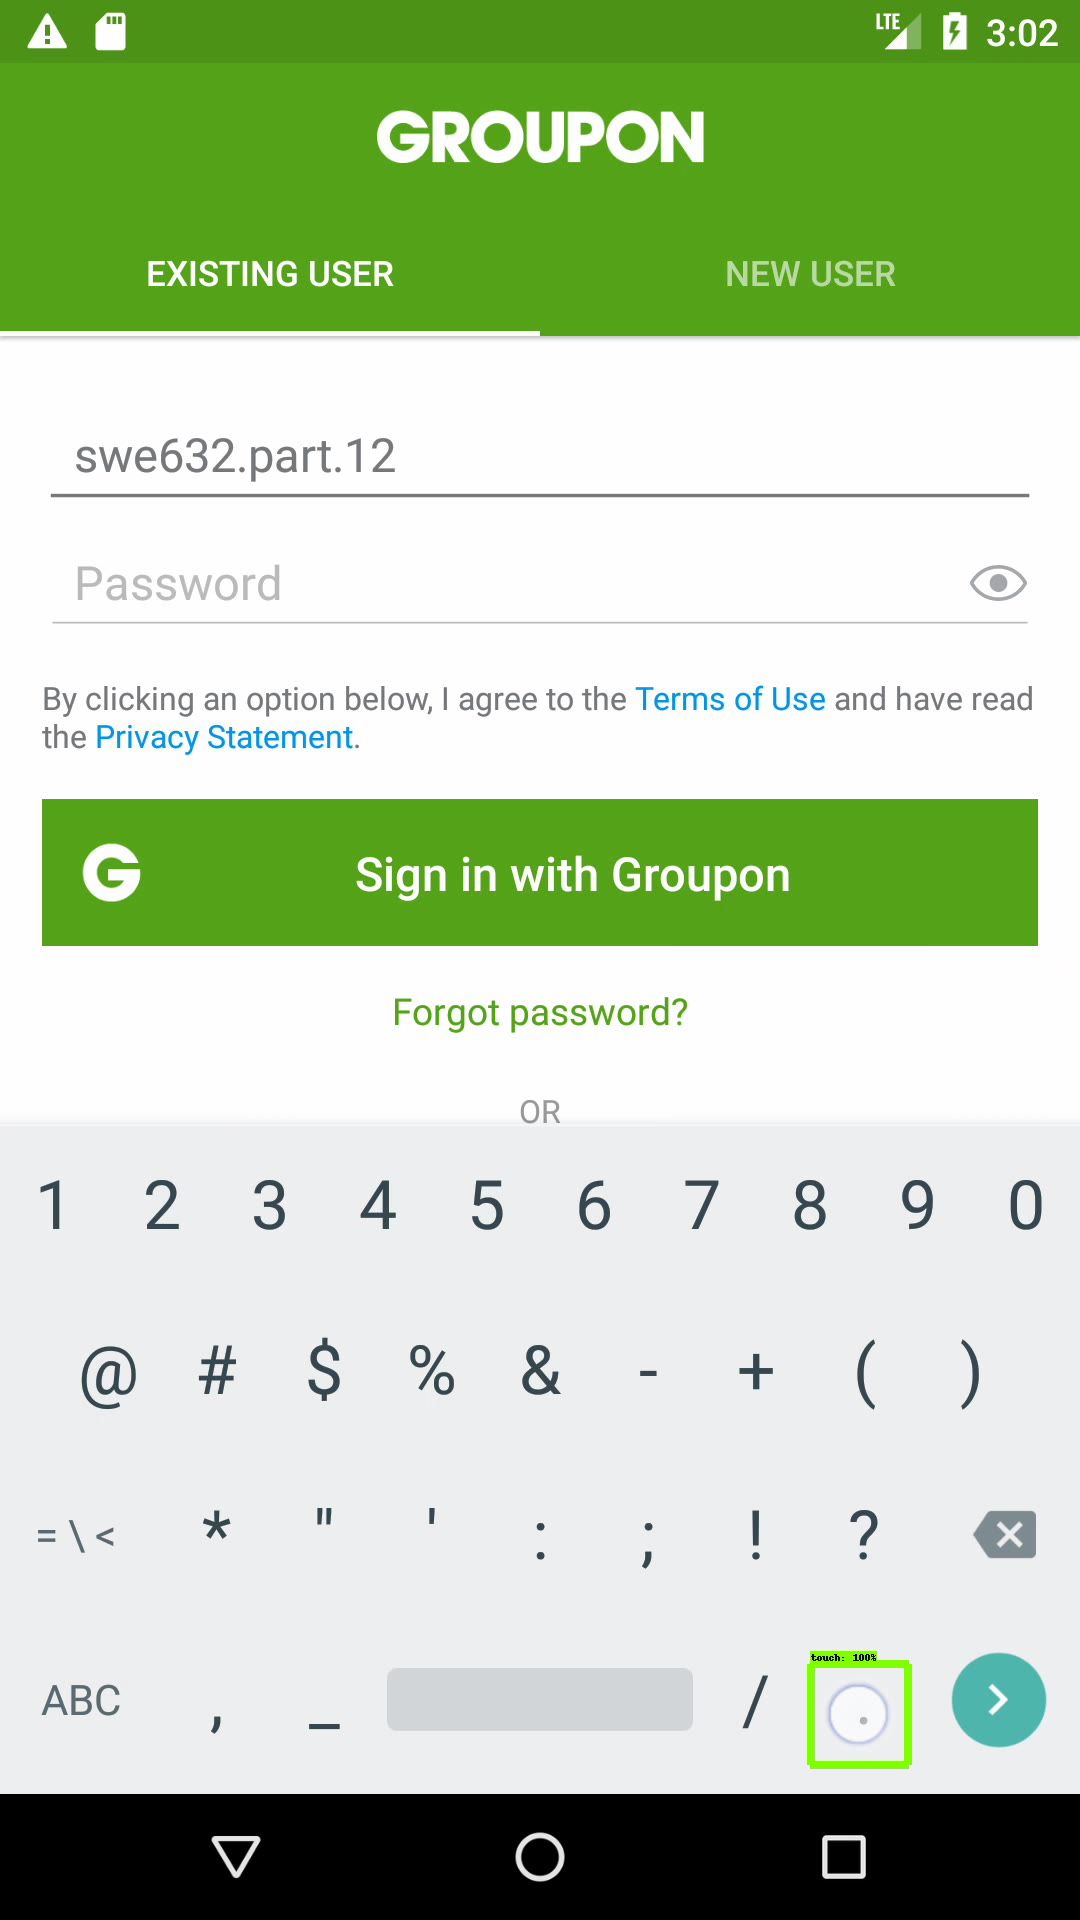 LTE 3:02
GROUPON
EXISTING USER NEW USER
swe632.part.12
Password
By clicking an option below, I agree to the Terms of Use and have read
the Privacy Statement.
G Sign in with Groupon
Forgot password?
OR
1 2 3 4 5 6 7 8 9 0
@ # $ % & - + ( )
= \ < * " ' : ; ! ?
touch: 100%
ABC , _ / .